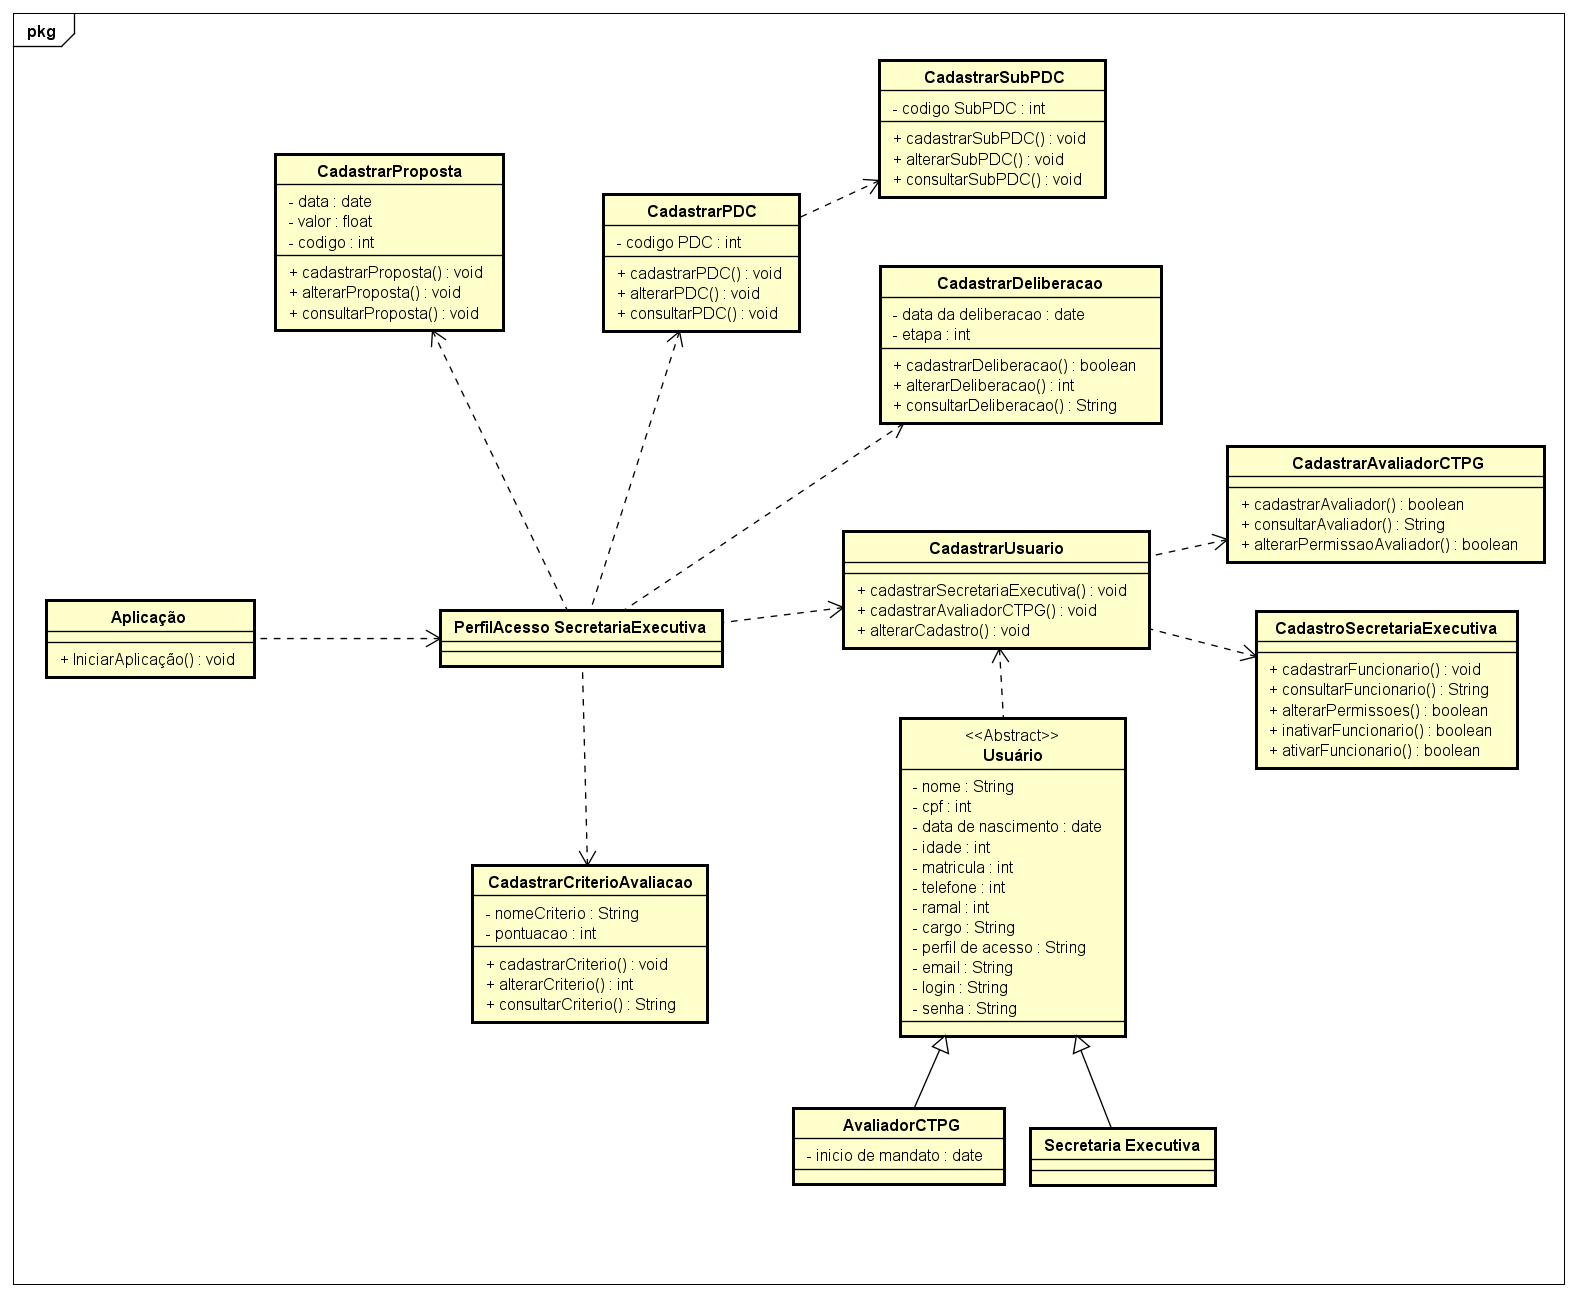 pkg
CadastrarSubPDC
- codigo SubPDC : int
+ cadastrarSubPDC() : void
+ alterarSubPDC() : void
+ consultarSubPDC() : void
CadastrarProposta
- data : date
- valor : float
- codigo : int
+ cadastrarProposta() : void
+ alterarProposta() : void
+ consultarProposta() : void
CadastrarPDC
- codigo PDC : int
+ cadastrarPDC() : void
+ alterarPDC() : void
+ consultarPDC() : void
CadastrarDeliberacao
- data da deliberacao : date
- etapa : int
+ cadastrarDeliberacao() : boolean
+ alterarDeliberacao() : int
+ consultarDeliberacao() : String
CadastrarAvaliadorCTPG
+ cadastrarAvaliador() : boolean
+ consultarAvaliador() : String
+ alterarPermissaoAvaliador() : boolean
CadastrarUsuario
+ cadastrarSecretariaExecutiva() : void
+ cadastrarAvaliadorCTPG() : void
+ alterarCadastro() : void
Aplicação
+ IniciarAplicação() : void
PerfilAcesso SecretariaExecutiva
CadastroSecretariaExecutiva
+ cadastrarFuncionario() : void
+ consultarFuncionario() : String
+ alterarPermissoes() : boolean
+ inativarFuncionario() : boolean
+ ativarFuncionario() : boolean
<<Abstract>>
Usuário
- nome : String
- cpf : int
- data de nascimento : date
- idade : int
- matricula : int
- telefone : int
- ramal : int
- cargo : String
- perfil de acesso : String
- email : String
- login : String
- senha : String
CadastrarCriterioAvaliacao
- nomeCriterio : String
- pontuacao : int
+ cadastrarCriterio() : void
+ alterarCriterio() : int
+ consultarCriterio() : String
AvaliadorCTPG
- inicio de mandato : date
Secretaria Executiva